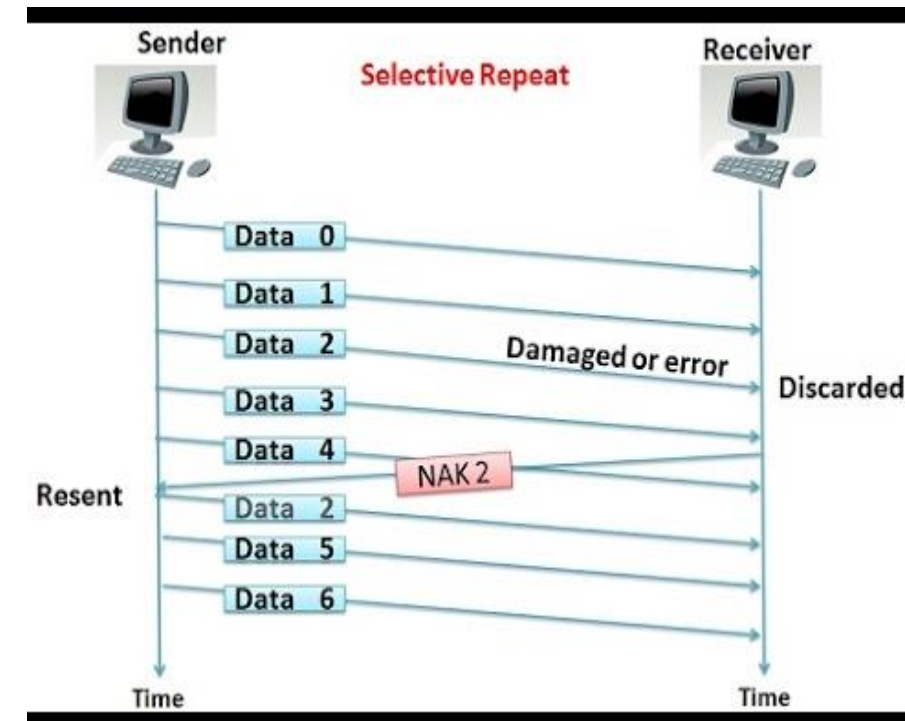 Sender
Receiver
Selective Repeat
Data 0
Data 1
Data 2
Damaged or error
Discarded
Data 3
Data 4
NAK 2
Resent
Data 2
Data 5
Data 6
Time
Time